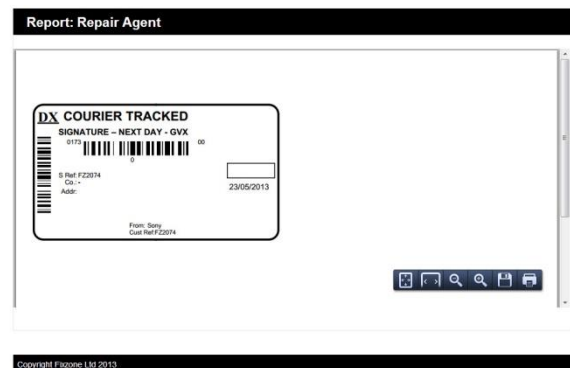 Report: Repair Agent
DX COURIER TRACKED
SIGNATURE – NEXT DAY - GVX
0173 00
0
S Ref: FZ2074
Co.: -
Addr:
23/05/2013
From: Sony
Cust Ref:FZ2074
Copyright Fixzone Ltd 2013